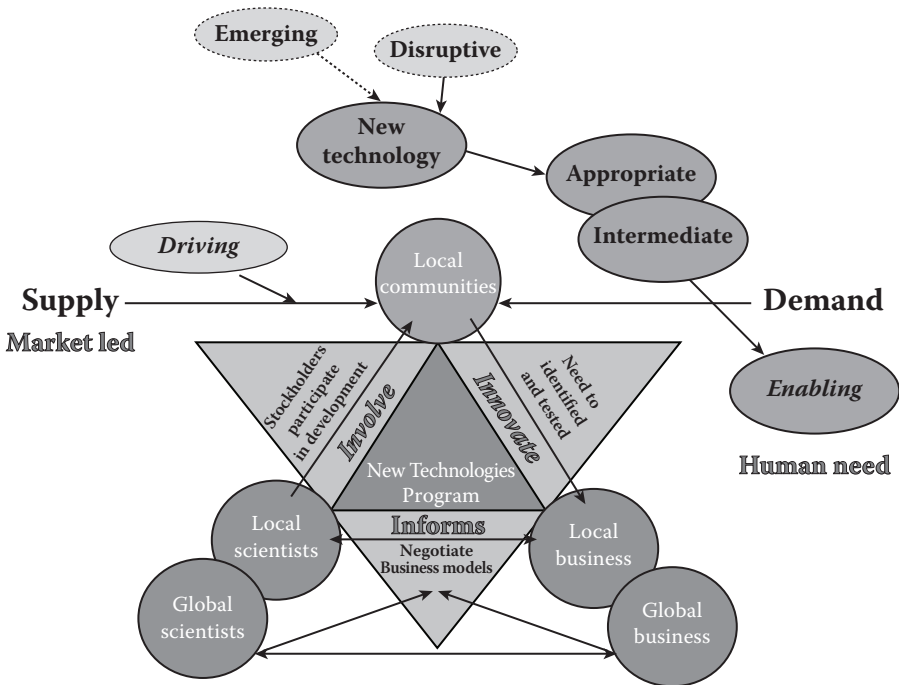 Emerging
Disruptive
New
technology
Appropriate
Intermediate
Driving
Local
communities
Supply
Demand
Market led
Enabling
Human need
Stockholders
participate
in development
Involve
Innovate
Need to
identified
and tested
New Technologies
Program
Informs
Negotiate
Business models
Local
scientists
Local
business
Global
scientists
Global
business